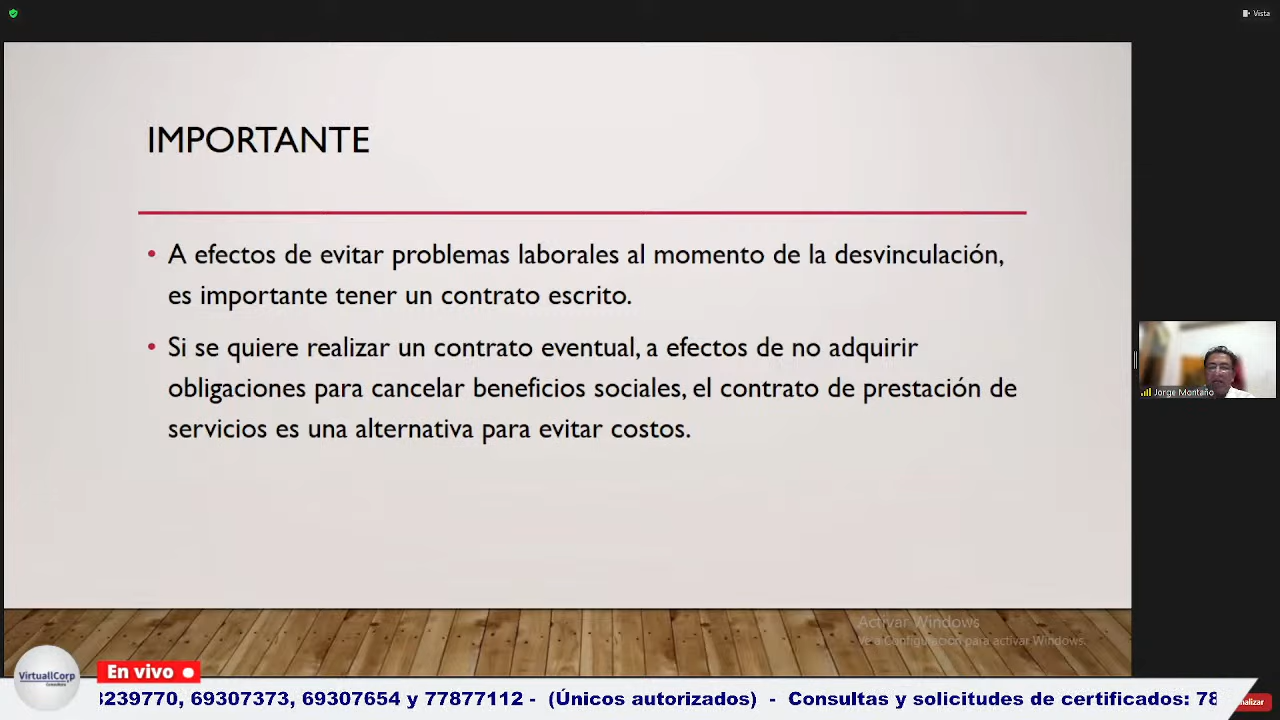 Vista
IMPORTANTE
• A efectos de evitar problemas laborales al momento de la desvinculación,
es importante tener un contrato escrito.
• Si se quiere realizar un contrato eventual, a efectos de no adquirir
obligaciones para cancelar beneficios sociales, el contrato de prestación de
servicios es una alternativa para evitar costos.
Jorge Montaño
Activar Windows
Ve a Configuración para activar Windows.
VirtuallCorp
En vivo
3239770, 69307373, 69307654 y 77877112 - (Únicos autorizados) - Consultas y solicitudes de certificados: 78